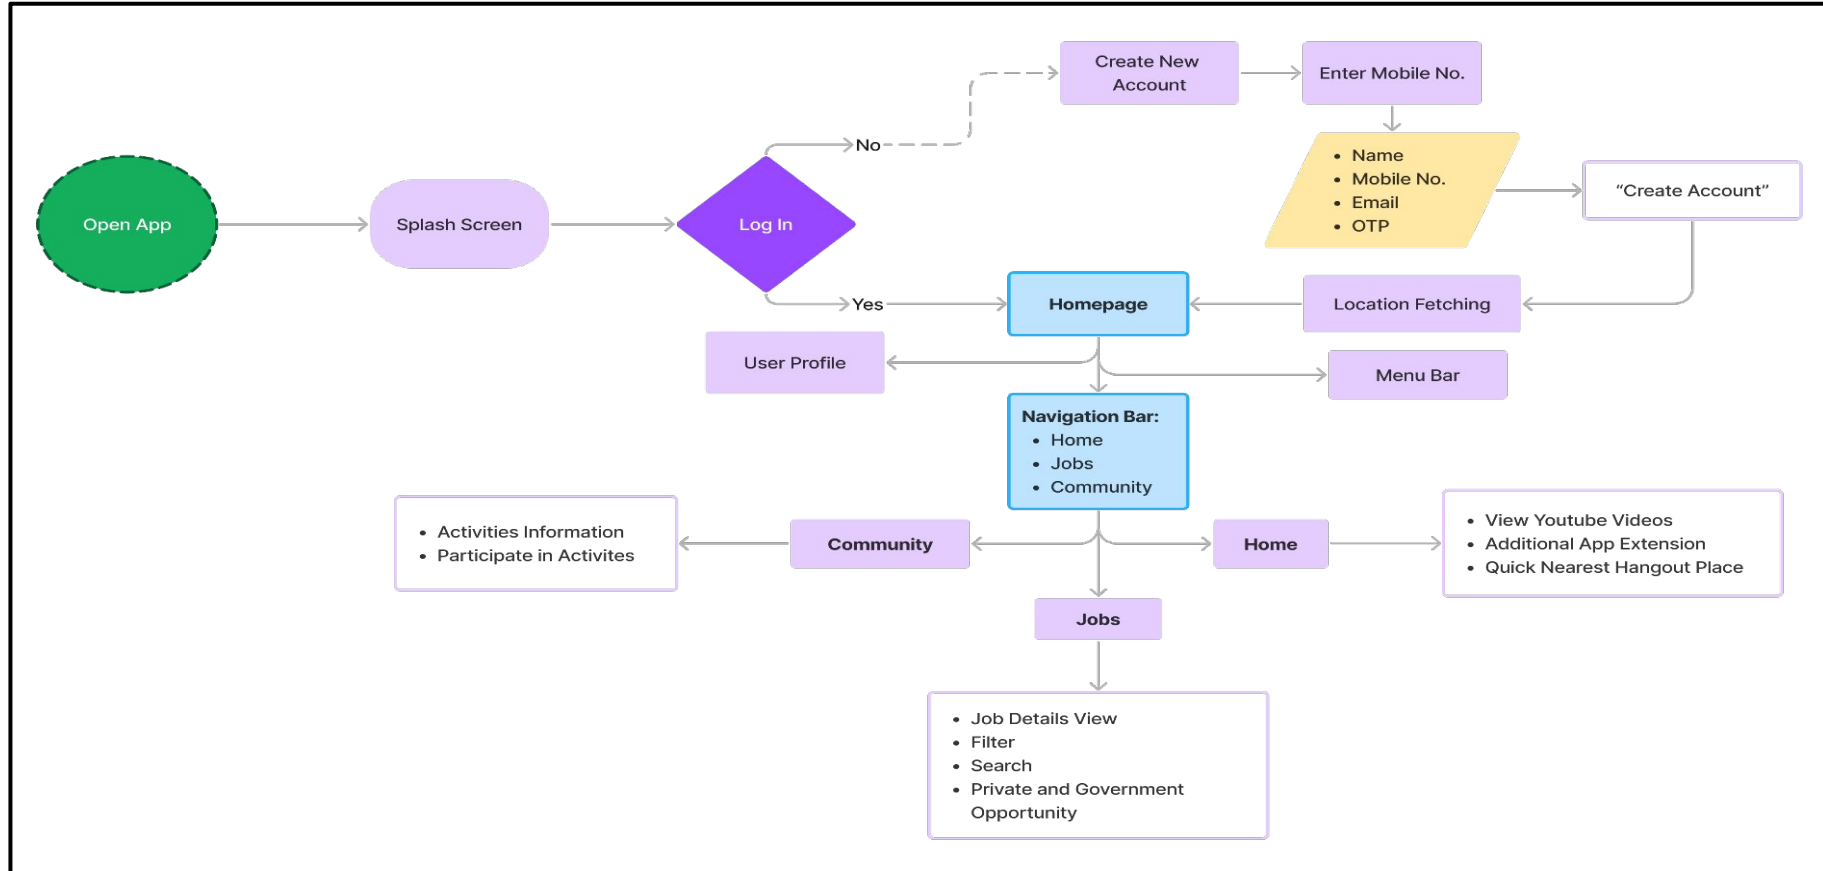 Create New
Account
Enter Mobile No.
No
• Name
• Mobile No.
• Email
• OTP
“Create Account”
Open App
Splash Screen
Log In
Yes
Homepage
Location Fetching
User Profile
Menu Bar
Navigation Bar:
• Home
• Jobs
• Community
• Activities Information
• Participate in Activites
Community
Home
• View Youtube Videos
• Additional App Extension
• Quick Nearest Hangout Place
Jobs
• Job Details View
• Filter
• Search
• Private and Government
Opportunity